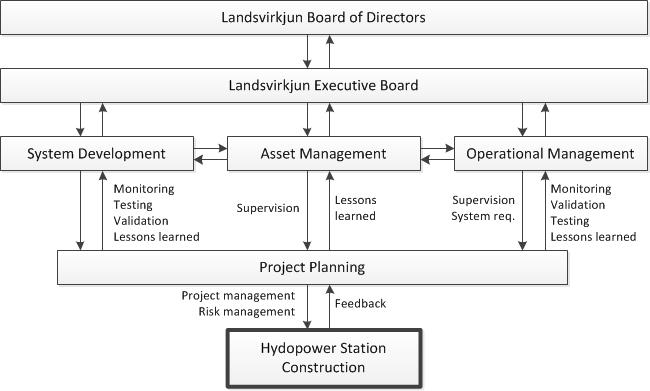 Landsvirkjun Board of Directors
Landsvirkjun Executive Board
System Development
Asset Management
Operational Management
Monitoring
Testing
Validation
Lessons learned
Supervision
Lessons
learned
Supervision
System req.
Monitoring
Validation
Testing
Lessons learned
Project Planning
Project management
Risk management
Feedback
Hydopower Station
Construction